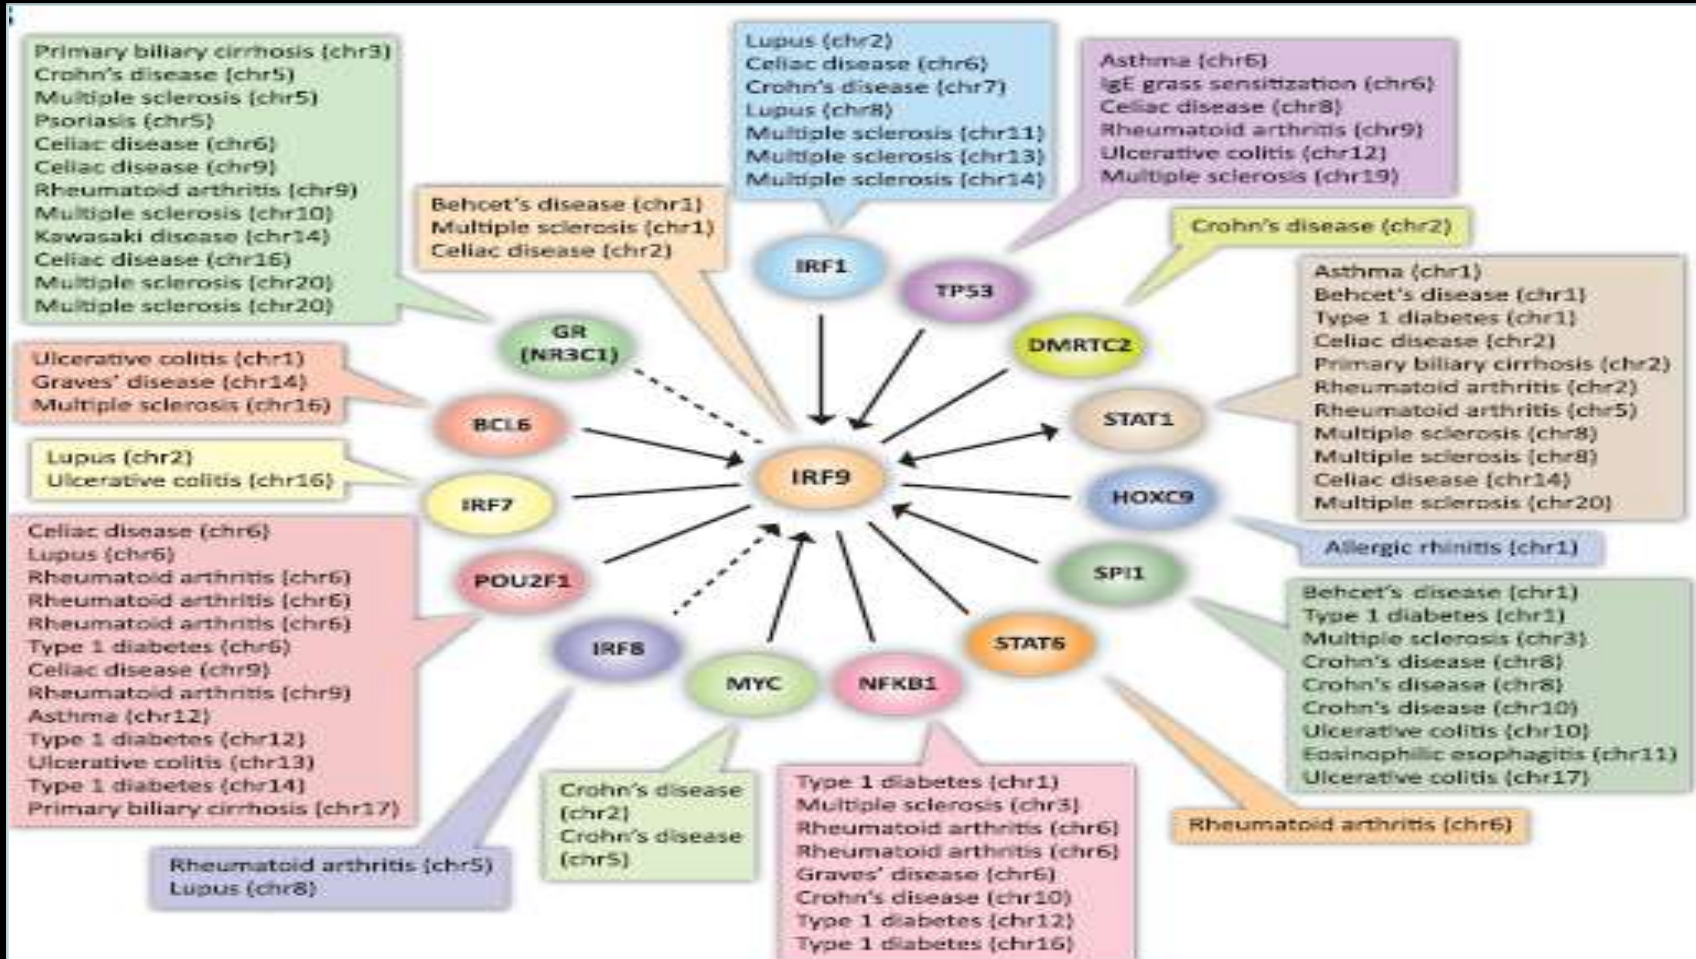 Primary biliary cirrhosis (chr3)
Crohn's disease (chr5)
Multiple sclerosis (chr5)
Psoriasis (chr5)
Celiac disease (chr6)
Celiac disease (chr9)
Rheumatoid arthritis (chr9)
Multiple sclerosis (chr10)
Kawasaki disease (chr14)
Celiac disease (chr16)
Multiple sclerosis (chr20)
Multiple sclerosis (chr20)
Behcet's disease (chr1)
Multiple sclerosis (chr1)
Celiac disease (chr2)
Lupus (chr2)
Celiac disease (chr6)
Crohn's disease (chr7)
Lupus (chr8)
Multiple sclerosis (chr11)
Multiple sclerosis (chr13)
Multiple sclerosis (chr14)
Asthma (chr6)
IgE grass sensitization (chr6)
Celiac disease (chr8)
Rheumatoid arthritis (chr9)
Ulcerative colitis (chr12)
Multiple sclerosis (chr19)
Crohn's disease (chr2)
Asthma (chr1)
Behcet's disease (chr1)
Type 1 diabetes (chr1)
Celiac disease (chr2)
Primary biliary cirrhosis (chr2)
Rheumatoid arthritis (chr2)
Rheumatoid arthritis (chr5)
Multiple sclerosis (chr8)
Multiple sclerosis (chr8)
Celiac disease (chr14)
Multiple sclerosis (chr20)
IRF1
TP53
DMRTC2
GR
(NR3C1)
STAT1
BCL6
IRF9
HOXC9
IRF7
SPI1
POU2F1
STAT6
IRF8
MYC
NFKB1
Ulcerative colitis (chr1)
Graves' disease (chr14)
Multiple sclerosis (chr16)
Lupus (chr2)
Ulcerative colitis (chr16)
Celiac disease (chr6)
Lupus (chr6)
Rheumatoid arthritis (chr6)
Rheumatoid arthritis (chr6)
Rheumatoid arthritis (chr6)
Type 1 diabetes (chr6)
Celiac disease (chr9)
Rheumatoid arthritis (chr9)
Asthma (chr12)
Type 1 diabetes (chr12)
Ulcerative colitis (chr13)
Type 1 diabetes (chr14)
Primary biliary cirrhosis (chr17)
Allergic rhinitis (chr1)
Behcet's disease (chr1)
Type 1 diabetes (chr1)
Multiple sclerosis (chr3)
Crohn's disease (chr8)
Crohn's disease (chr8)
Crohn's disease (chr10)
Ulcerative colitis (chr10)
Eosinophilic esophagitis (chr11)
Ulcerative colitis (chr17)
Rheumatoid arthritis (chr5)
Lupus (chr8)
Crohn's disease
(chr2)
Crohn's disease
(chr5)
Type 1 diabetes (chr1)
Multiple sclerosis (chr3)
Rheumatoid arthritis (chr6)
Rheumatoid arthritis (chr6)
Graves' disease (chr6)
Crohn's disease (chr10)
Type 1 diabetes (chr12)
Type 1 diabetes (chr16)
Rheumatoid arthritis (chr6)